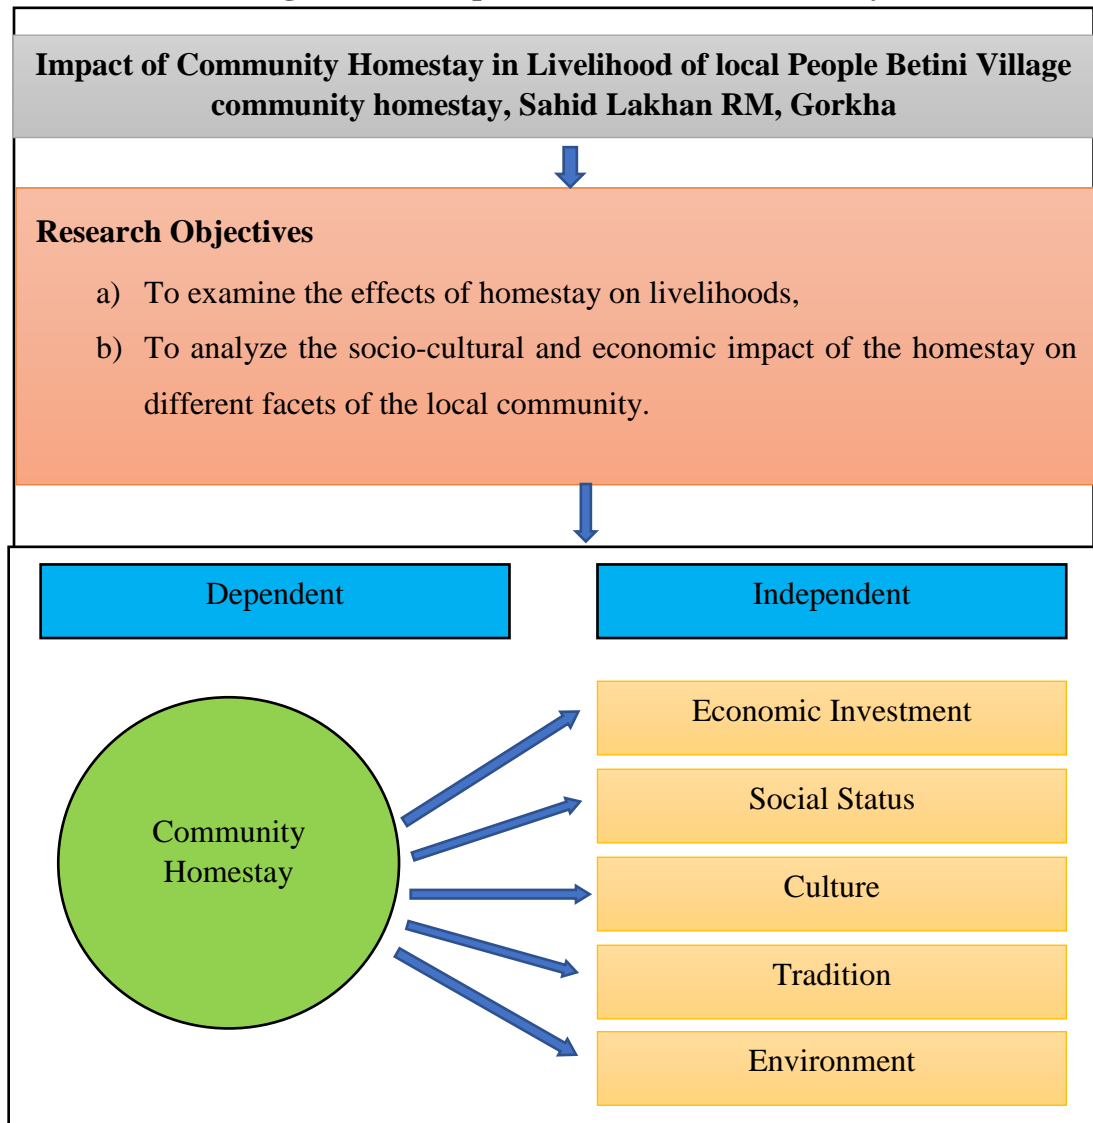 Impact of Community Homestay in Livelihood of local People Betini Village
community homestay, Sahid Lakhan RM, Gorkha
Research Objectives
a) To examine the effects of homestay on livelihoods,
b) To analyze the socio-cultural and economic impact of the homestay on
different facets of the local community.
Dependent
Independent
Community
Homestay
Economic Investment
Social Status
Culture
Tradition
Environment